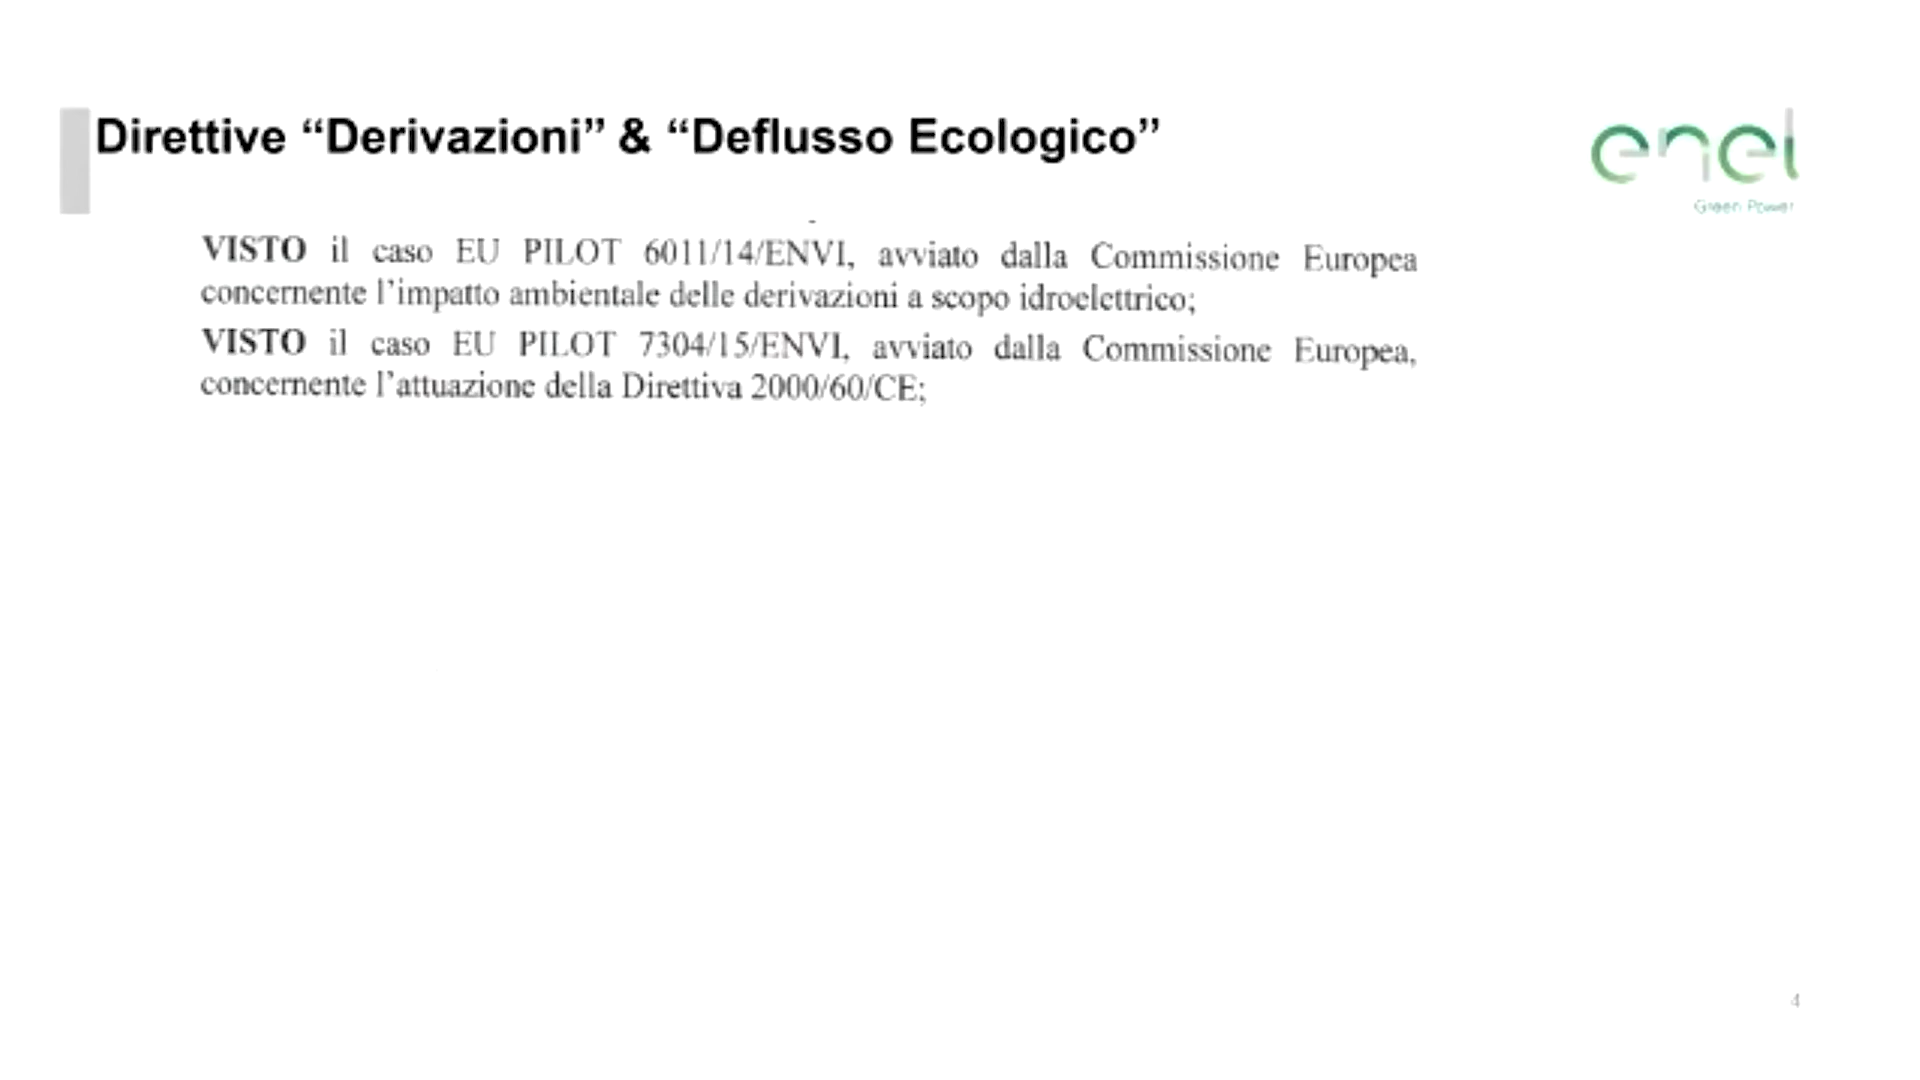 Direttive “Derivazioni” & “Deflusso Ecologico”
enel
Green Power
VISTO il caso EU PILOT 6011/14/ENVI, avviato dalla Commissione Europea
concernente l’impatto ambientale delle derivazioni a scopo idroelettrico;
VISTO il caso EU PILOT 7304/15/ENVI, avviato dalla Commissione Europea,
concernente l’attuazione della Direttiva 2000/60/CE;
4